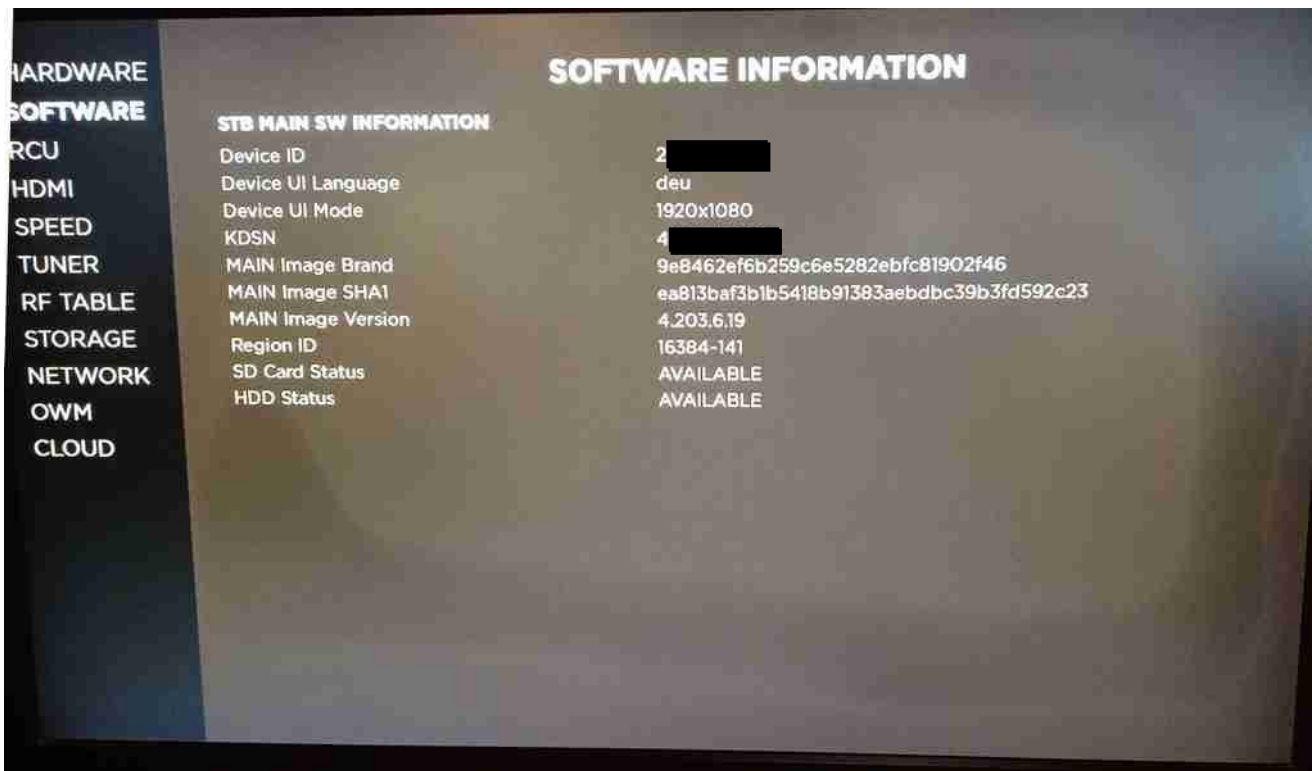 HARDWARE
SOFTWARE
RCU
HDMI
SPEED
TUNER
RF TABLE
STORAGE
NETWORK
OWM
CLOUD
SOFTWARE INFORMATION
STB MAIN SW INFORMATION
Device ID 2
Device UI Language deu
Device UI Mode 1920x1080
KDSN 4
MAIN Image Brand 9e8462ef6b259c6e5282ebfc81902f46
MAIN Image SHA1 ea813baf3b1b5418b91383aebdbc39b3fd592c23
MAIN Image Version 4.203.6.19
Region ID 16384-141
SD Card Status AVAILABLE
HDD Status AVAILABLE